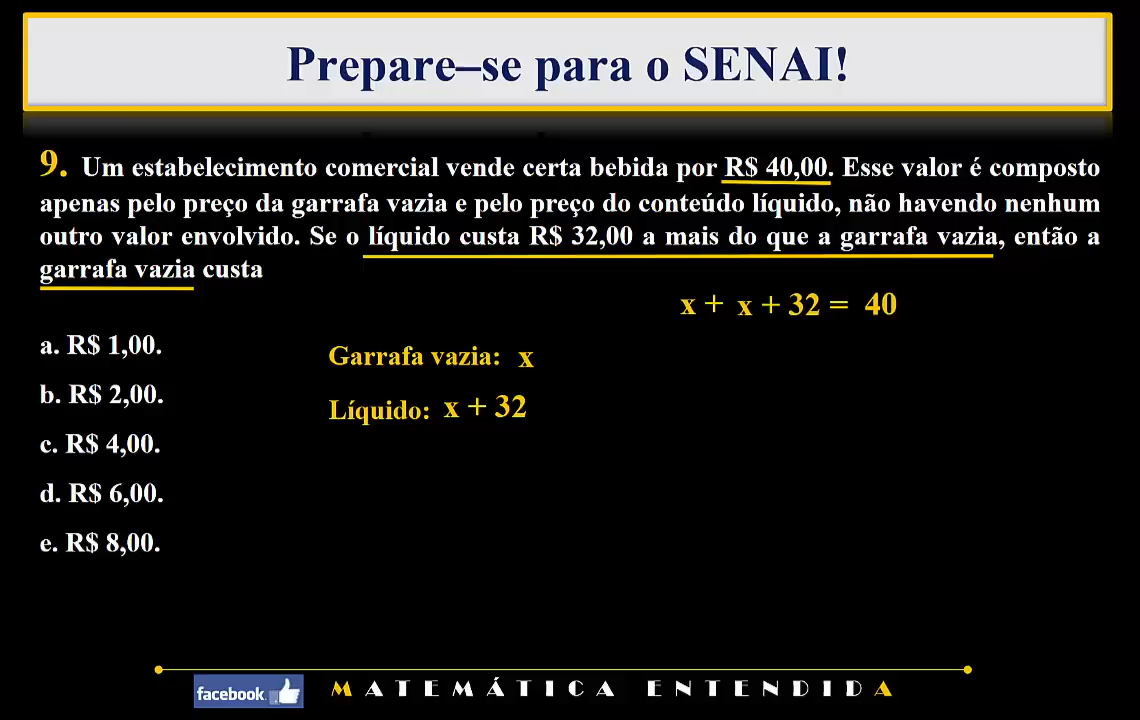 Prepare–se para o SENAI!
9. Um estabelecimento comercial vende certa bebida por R$ 40,00. Esse valor é composto
apenas pelo preço da garrafa vazia e pelo preço do conteúdo líquido, não havendo nenhum
outro valor envolvido. Se o líquido custa R$ 32,00 a mais do que a garrafa vazia, então a
garrafa vazia custa
x + x + 32 = 40
a. R$ 1,00.
Garrafa vazia: x
b. R$ 2,00.
Líquido: x + 32
c. R$ 4,00.
d. R$ 6,00.
e. R$ 8,00.
facebook. MATEMÁTICA ENTENDIDA